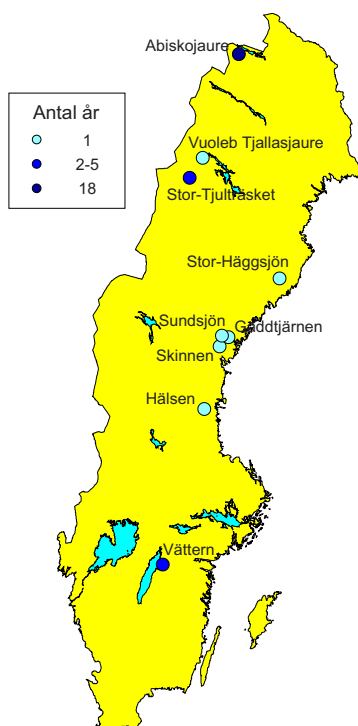 Abiskojaure
Antal år
1
2-5
18
Vuoleb Tjallasjaure
Stor-Tjulträsket
Stor-Häggsjön
Sundsjön
Gäddtjärnen
Skinnen
Hälsen
Vättern